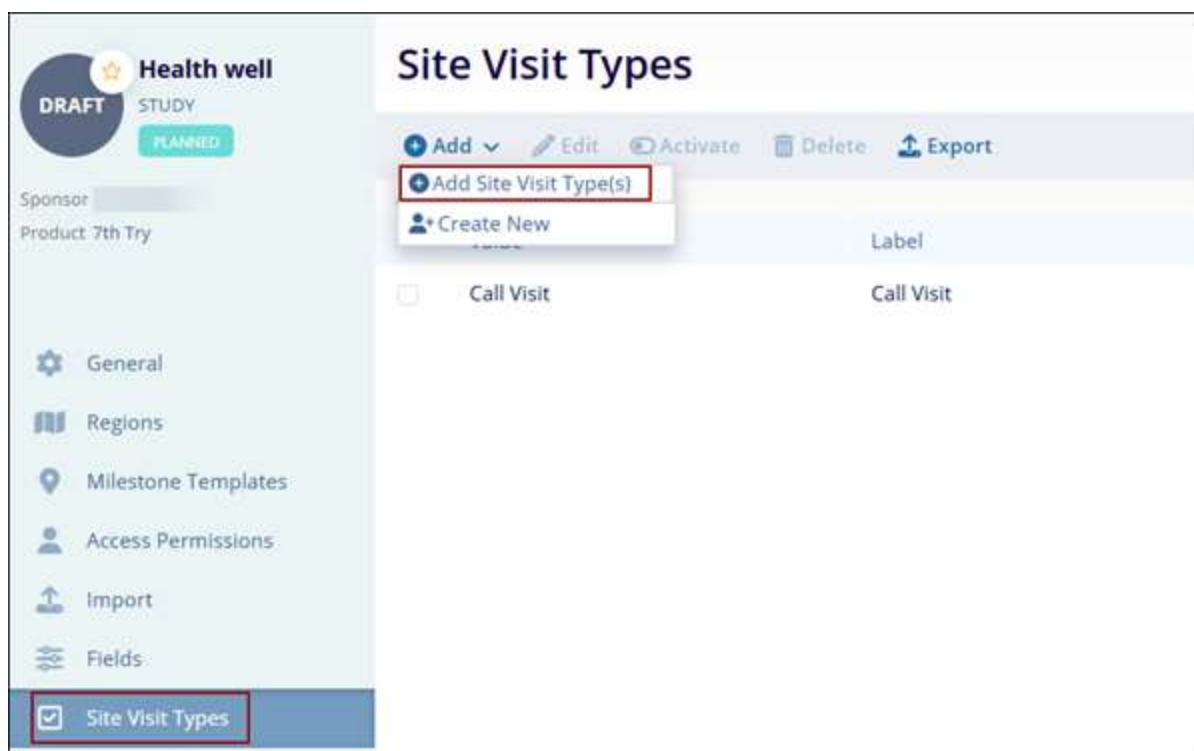 Health well
DRAFT
STUDY
PLANNED
Sponsor
Product 7th Try
General
Regions
Milestone Templates
Access Permissions
Import
Fields
Site Visit Types
Site Visit Types
Add Edit Activate Delete Export
Add Site Visit Type(s)
Create New
Value Label
Call Visit Call Visit